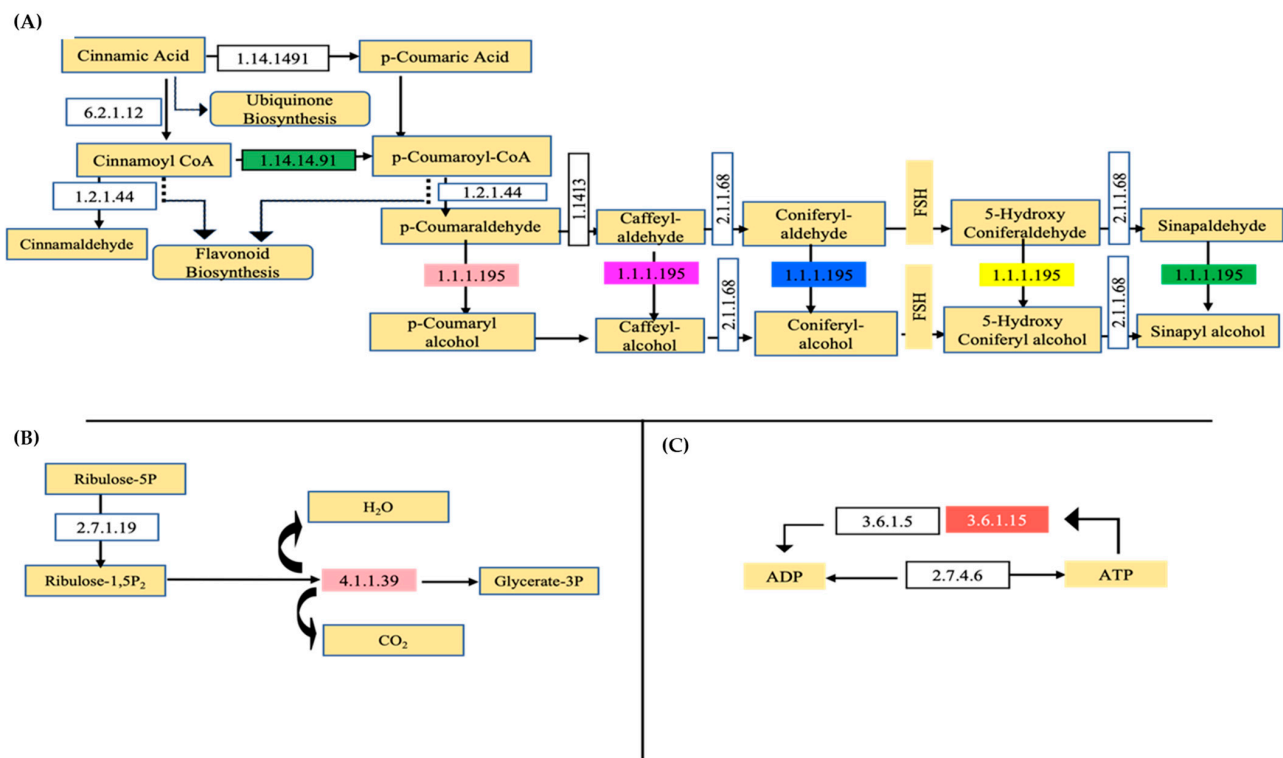 (A)
Cinnamic Acid
1.14.1491
p-Coumaric Acid
6.2.1.12
Ubiquinone
Biosynthesis
Cinnamoyl CoA
1.14.14.91
p-Coumaroyl-CoA
1.2.1.44
1.2.1.44
Cinnamaldehyde
Flavonoid
Biosynthesis
p-Coumaraldehyde
1.1413
Caffeyl-
aldehyde
2.1.1.68
Coniferyl-
aldehyde
FSH
5-Hydroxy
Coniferaldehyde
2.1.1.68
Sinapaldehyde
1.1.1.195
1.1.1.195
1.1.1.195
1.1.1.195
1.1.1.195
p-Coumaryl
alcohol
Caffeyl-
alcohol
2.1.1.68
Coniferyl-
alcohol
FSH
5-Hydroxy
Coniferyl alcohol
2.1.1.68
Sinapyl alcohol
(B)
Ribulose-5P
2.7.1.19
Ribulose-1,5P₂
H₂O
4.1.1.39
Glycerate-3P
CO₂
(C)
3.6.1.5
3.6.1.15
ADP
2.7.4.6
ATP